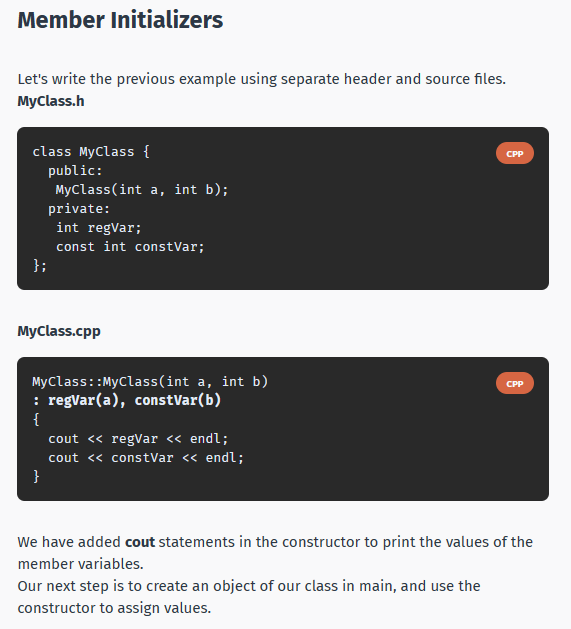 Member Initializers
Let's write the previous example using separate header and source files.
MyClass.h
CPP
class MyClass {
  public:
   MyClass(int a, int b);
  private:
   int regVar;
   const int constVar;
};
MyClass.cpp
CPP
MyClass::MyClass(int a, int b)
: regVar(a), constVar(b)
{
  cout << regVar << endl;
  cout << constVar << endl;
}
We have added cout statements in the constructor to print the values of the
member variables.
Our next step is to create an object of our class in main, and use the
constructor to assign values.